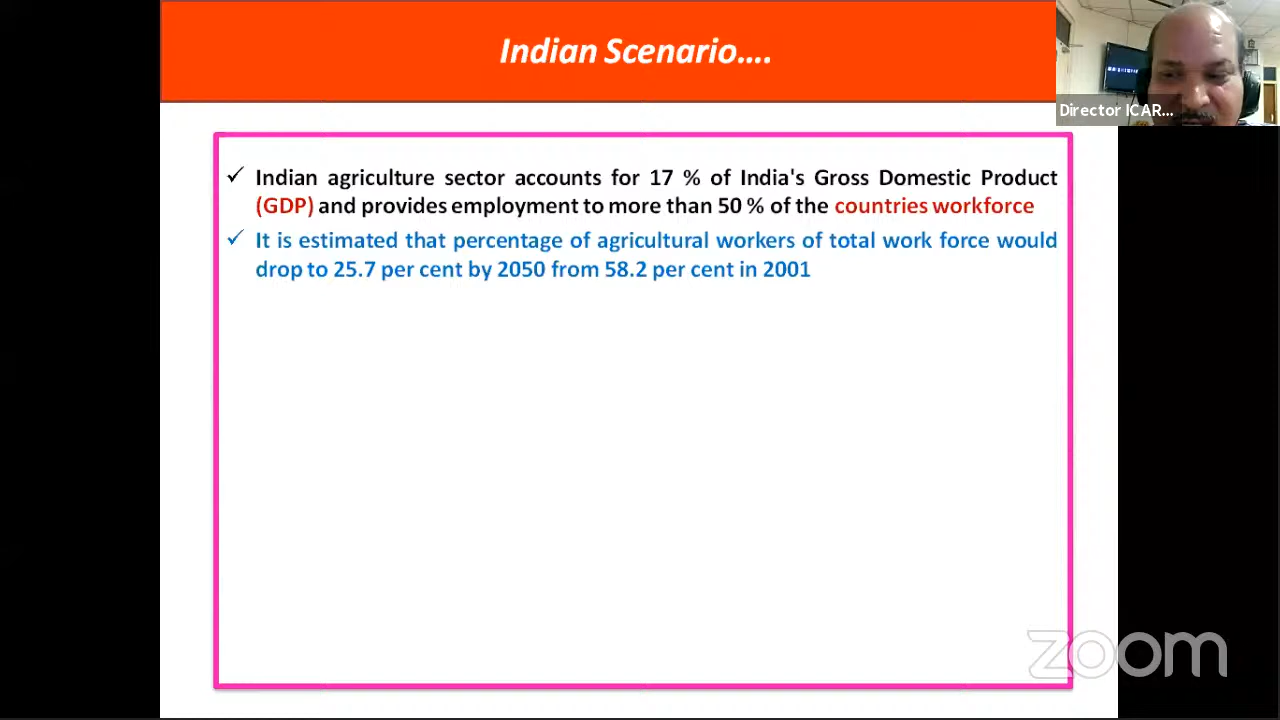 Indian Scenario....
Director ICAR...
✓ Indian agriculture sector accounts for 17 % of India's Gross Domestic Product
(GDP) and provides employment to more than 50 % of the countries workforce
✓ It is estimated that percentage of agricultural workers of total work force would
drop to 25.7 per cent by 2050 from 58.2 per cent in 2001
zoom